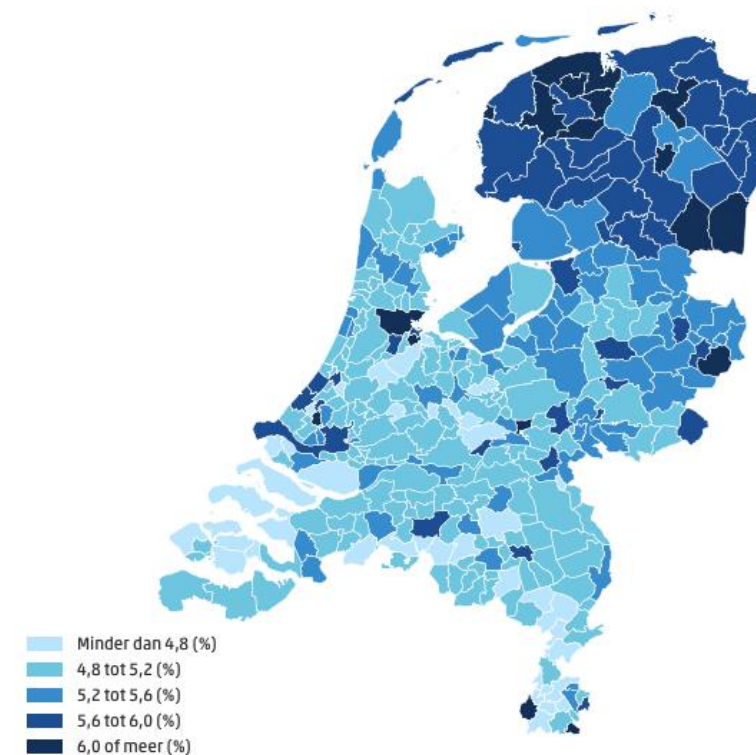 Minder dan 4,8 (%)
4,8 tot 5,2 (%)
5,2 tot 5,6 (%)
5,6 tot 6,0 (%)
6,0 of meer (%)